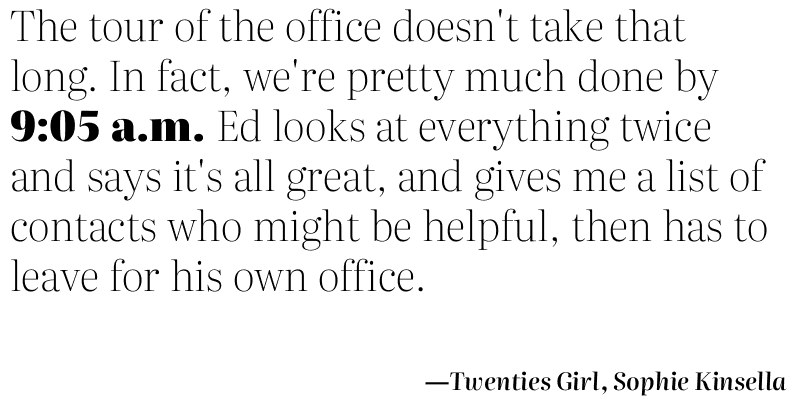 The tour of the office doesn't take that
long. In fact, we're pretty much done by
9:05 a.m. Ed looks at everything twice
and says it's all great, and gives me a list of
contacts who might be helpful, then has to
leave for his own office.
—Twenties Girl, Sophie Kinsella